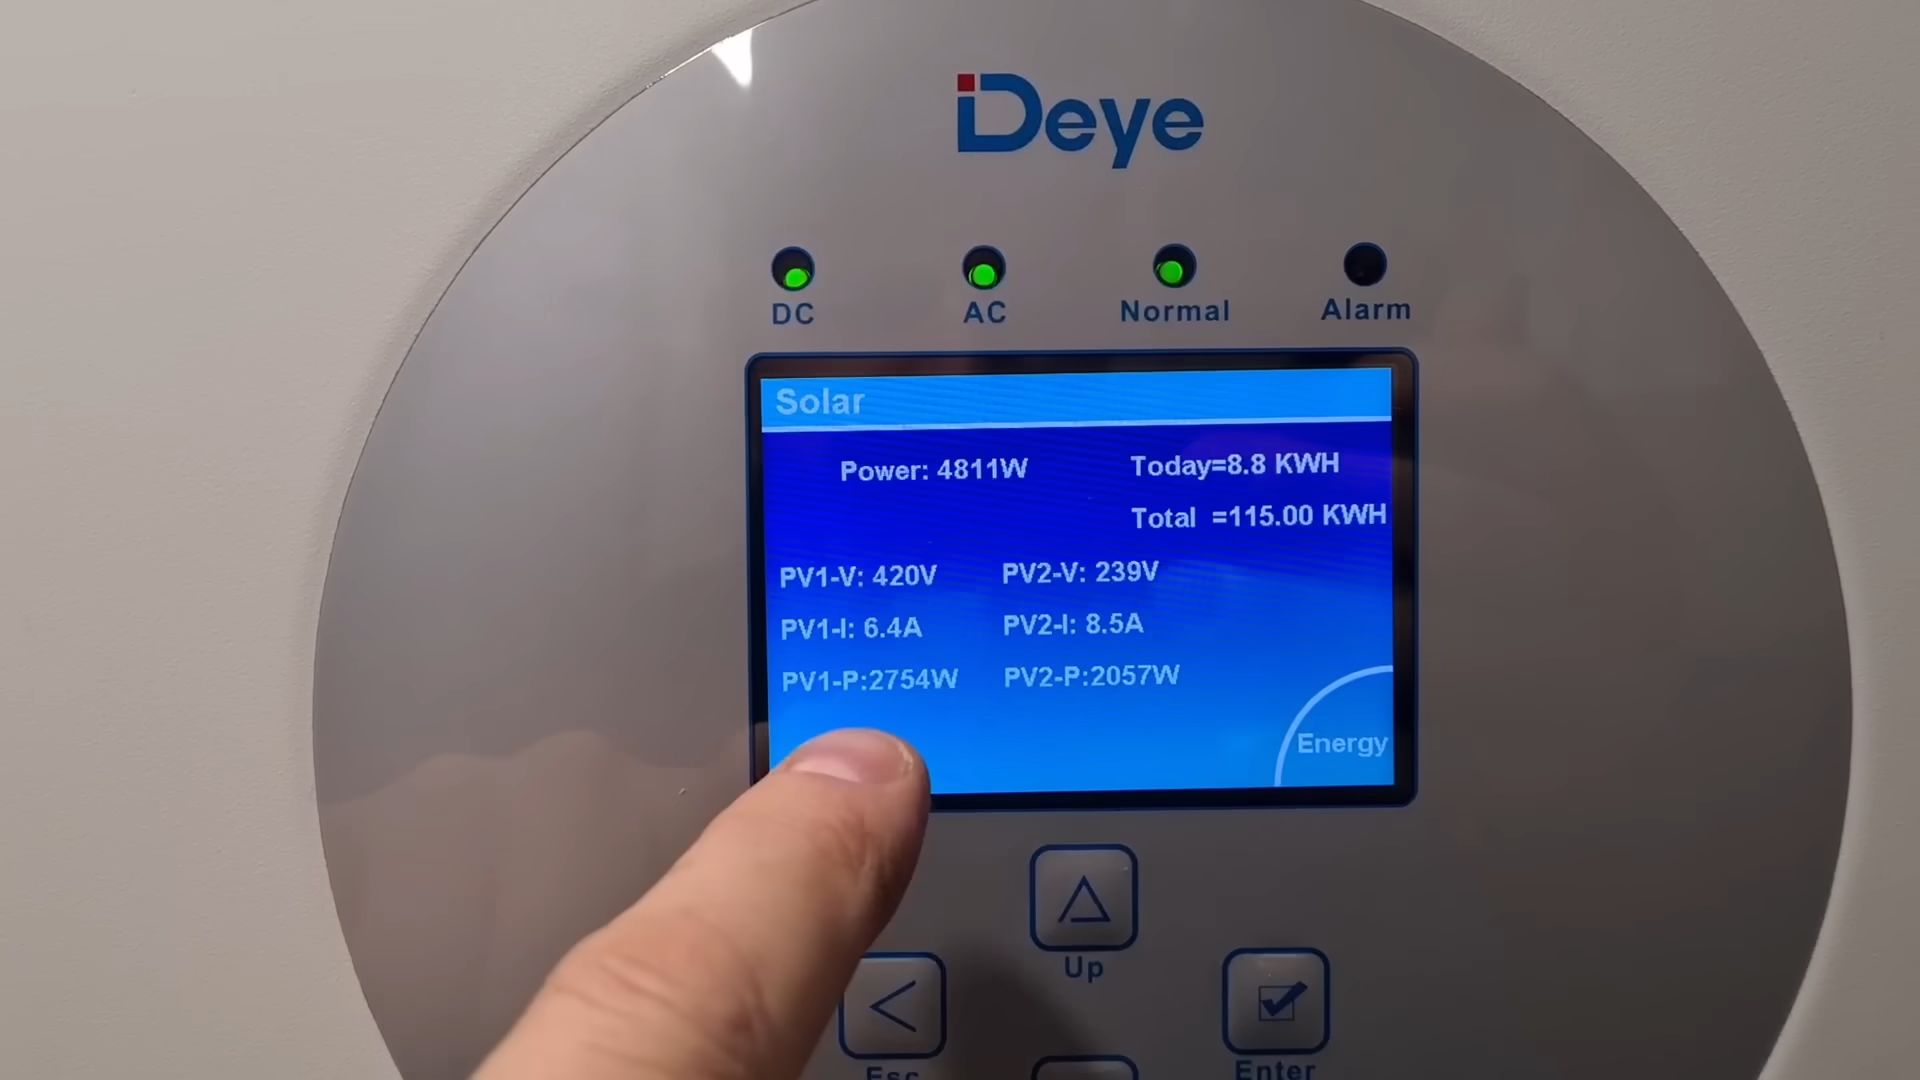 Deye
DC AC Normal Alarm
Solar
Power: 4811W Today=8.8 KWH
Total =115.00 KWH
PV1-V: 420V PV2-V: 239V
PV1-I: 6.4A PV2-I: 8.5A
PV1-P:2754W PV2-P:2057W
Energy
Up
Esc Enter